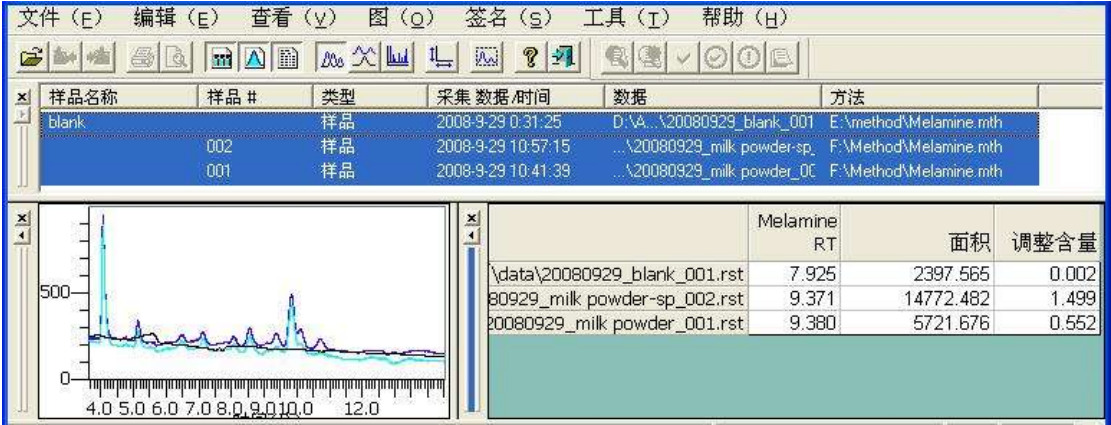 文件 (F) 编辑 (E) 查看 (V) 图 (O) 签名 (S) 工具 (T) 帮助 (H)
样品名称 样品 # 类型 采集 数据/时间 数据 方法
blank 样品 2008-9-29 0:31:25 D:\A...\20080929_blank_001 E:\method\Melamine.mth
002 样品 2008-9-29 10:57:15 ...\20080929_milk powder-sp_ F:\Method\Melamine.mth
001 样品 2008-9-29 10:41:39 ...\20080929_milk powder_00 F:\Method\Melamine.mth
Melamine
RT 面积 调整含量
\data\20080929_blank_001.rst 7.925 2397.565 0.002
80929_milk powder-sp_002.rst 9.371 14772.482 1.499
20080929_milk powder_001.rst 9.380 5721.676 0.552
500
0
4.0 5.0 6.0 7.0 8.0 9.0 10.0 12.0